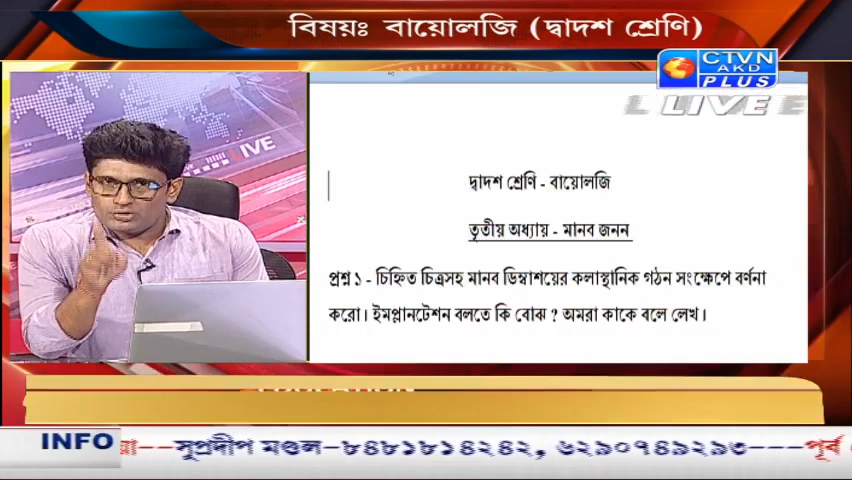 বিষয়ঃ বায়োলজি (দ্বাদশ শ্রেণি)
CTVN
AKD
PLUS
LIVE
LIVE
দ্বাদশ শ্রেণি - বায়োলজি
তৃতীয় অধ্যায় - মানব জনন
প্রশ্ন ১ - চিহ্নিত চিত্রসহ মানব ডিম্বাশয়ের কলাস্থানিক গঠন সংক্ষেপে বর্ণনা
করো। ইমপ্লানটেশন বলতে কি বোঝ ? অমরা কাকে বলে লেখ।
INFO
--সুপ্রদীপ মণ্ডল-৮৪৮১৮১৪২৪২, ৬২৯০৭৪৯২৯৩---পূর্ব